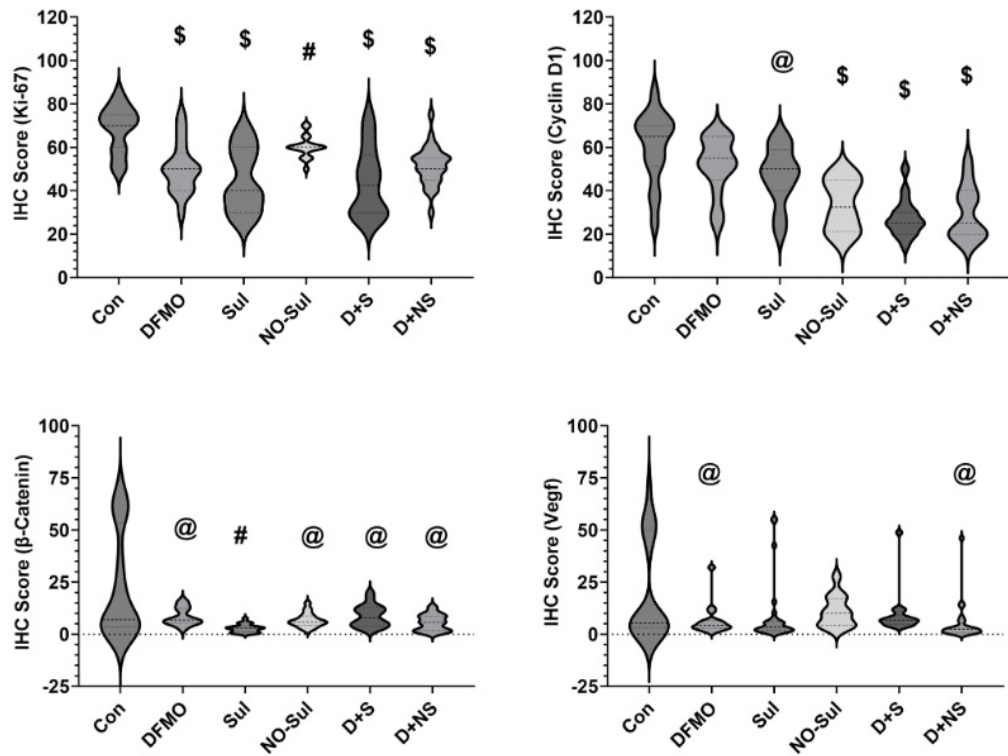 IHC Score (Ki-67)
120
100
80
60
40
20
0
$ $ # $ $
Con DFMO Sul NO-Sul D+S D+NS
IHC Score (Cyclin D1)
120
100
80
60
40
20
0
@ $ $ $
Con DFMO Sul NO-Sul D+S D+NS
IHC Score (β-Catenin)
100
75
50
25
0
-25
@ # @ @ @
Con DFMO Sul NO-Sul D+S D+NS
IHC Score (Vegf)
100
75
50
25
0
-25
@ @
Con DFMO Sul NO-Sul D+S D+NS